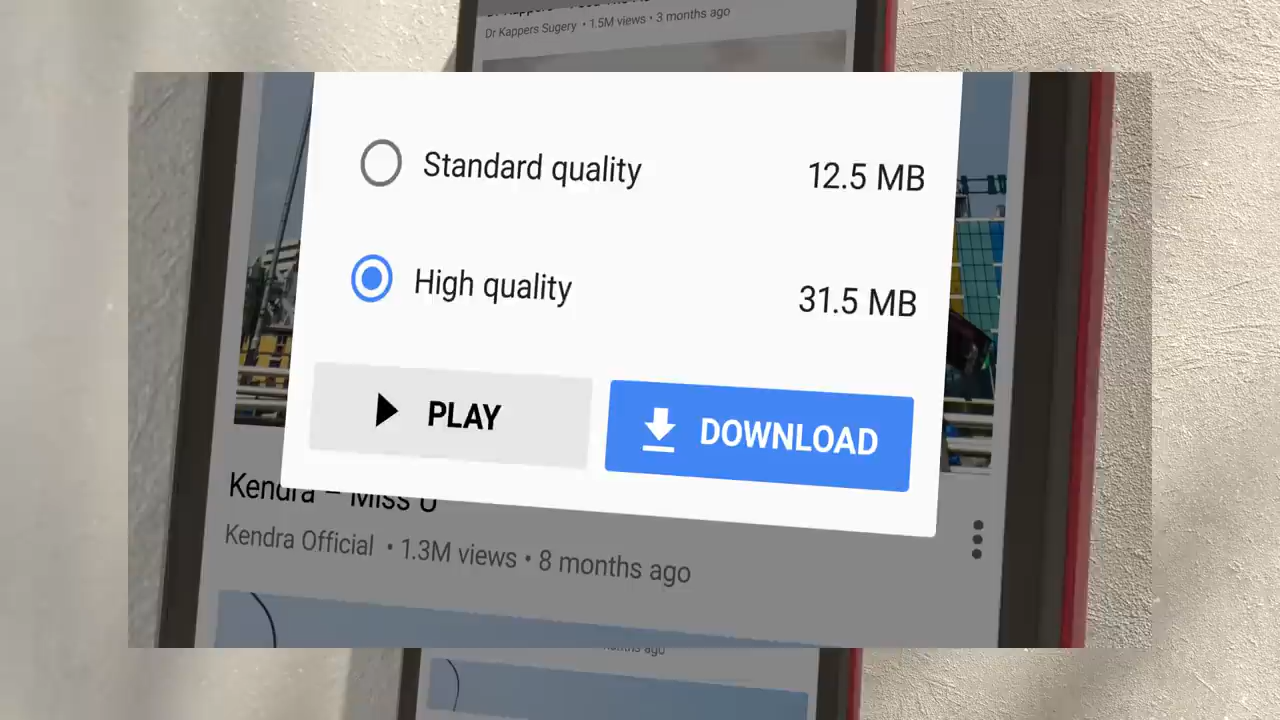 Dr Kappers Sugery • 1.5M views • 3 months ago
Standard quality 12.5 MB
High quality 31.5 MB
PLAY DOWNLOAD
Kendra – Miss U
Kendra Official • 1.3M views • 8 months ago
ago